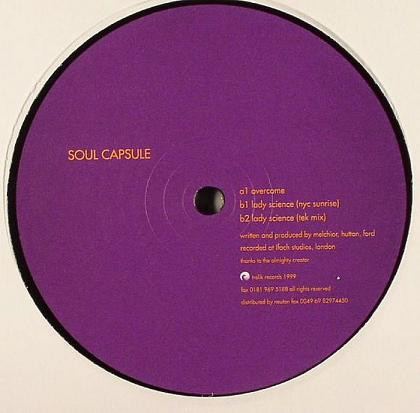 SOUL CAPSULE
a1 overcome
b1 lady science (nyc sunrise)
b2 lady science (tek mix)
written and produced by melchior, hutton, ford
recorded at ifach studios, london
thanks to the almighty creator
trelik records 1999
fax 0181 969 5188 all rights reserved
distributed by neuton fax 0049 69 82974450